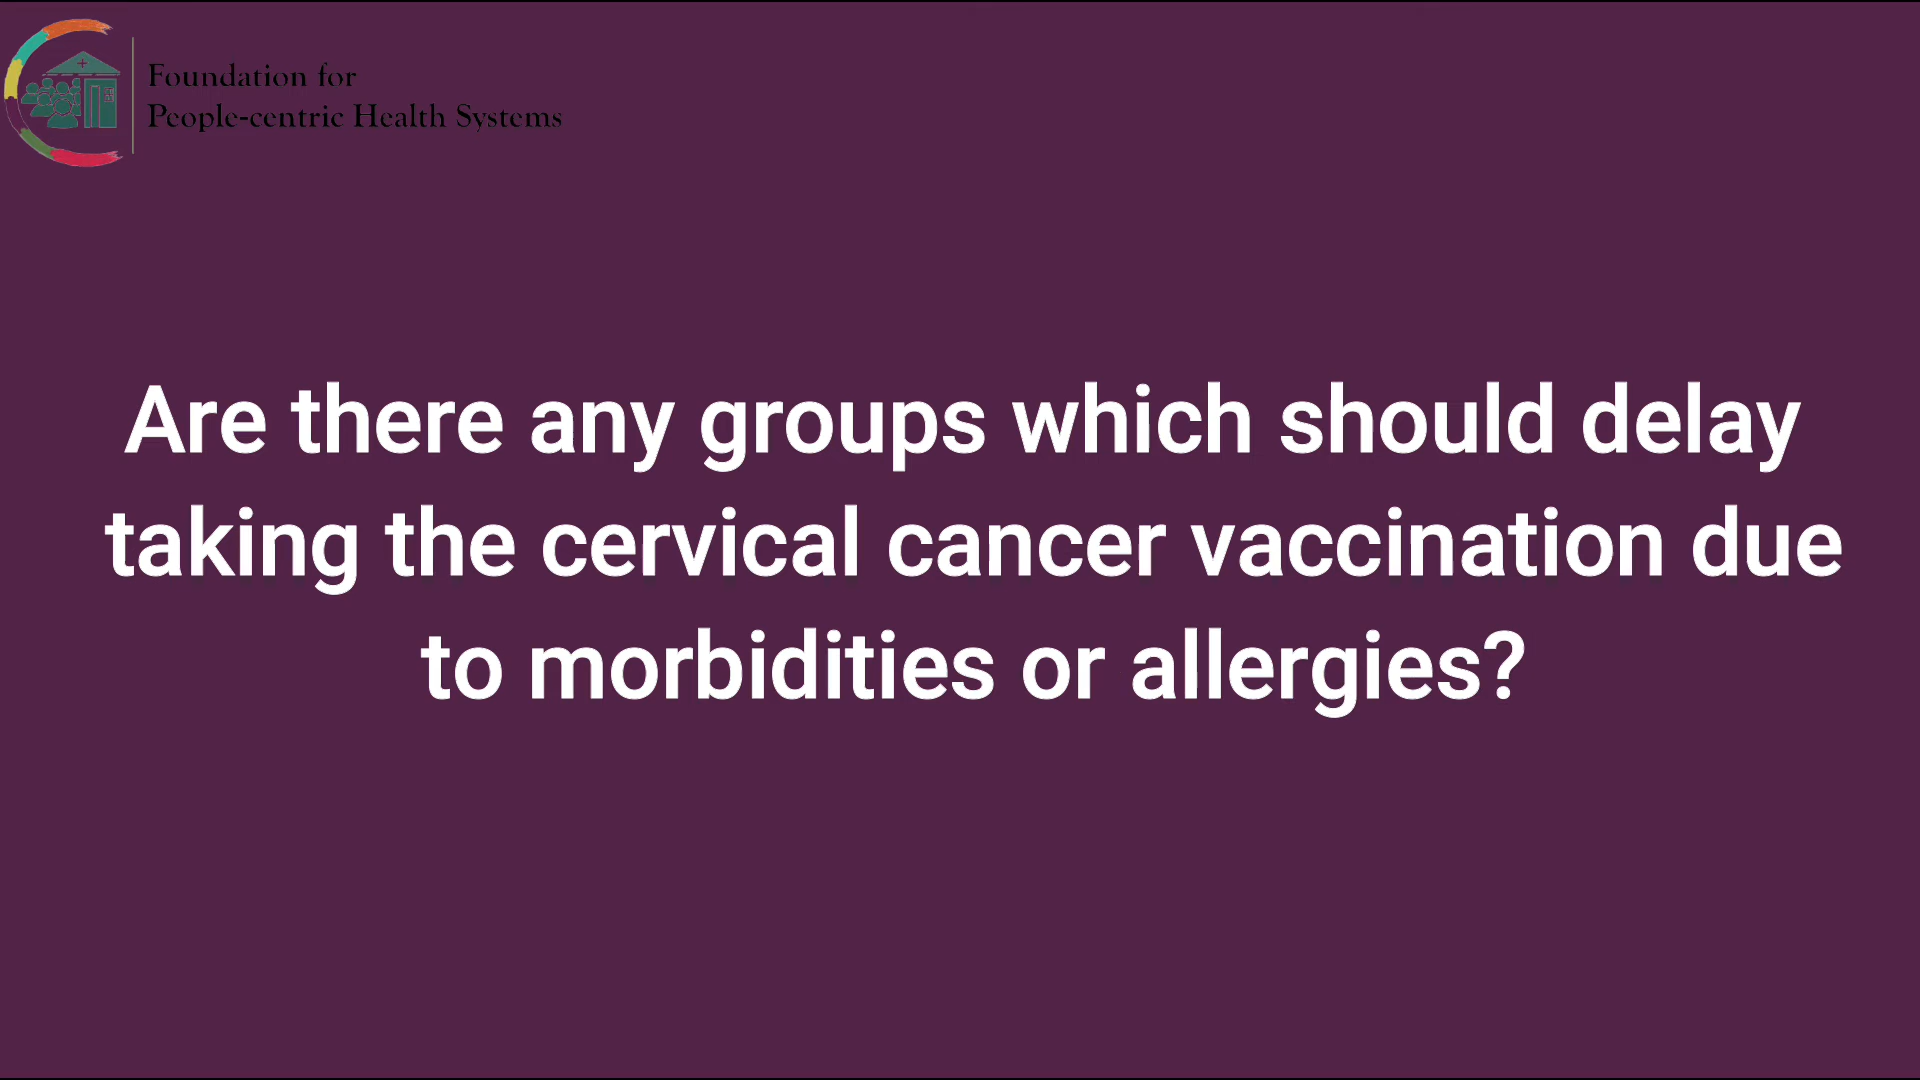 Foundation for
People-centric Health Systems
Are there any groups which should delay
taking the cervical cancer vaccination due
to morbidities or allergies?